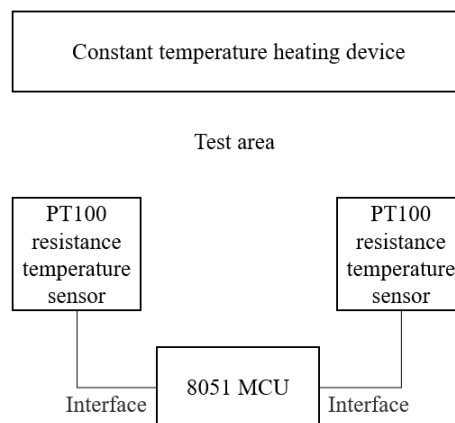 Constant temperature heating device
Test area
PT100
resistance
temperature
sensor
PT100
resistance
temperature
sensor
8051 MCU
Interface
Interface